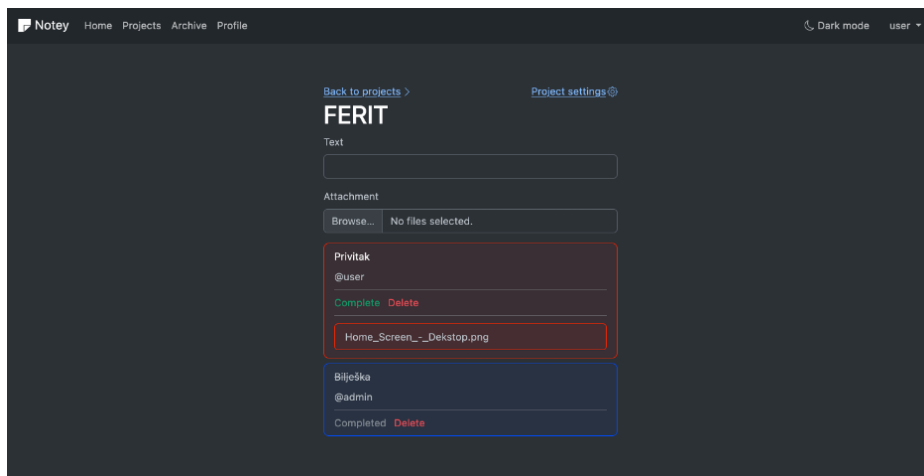 Notey Home Projects Archive Profile Dark mode user
Back to projects > Project settings
FERIT
Text
Attachment
Browse... No files selected.
Privitak
@user
Complete Delete
Home_Screen_-_Dekstop.png
Bilješka
@admin
Completed Delete